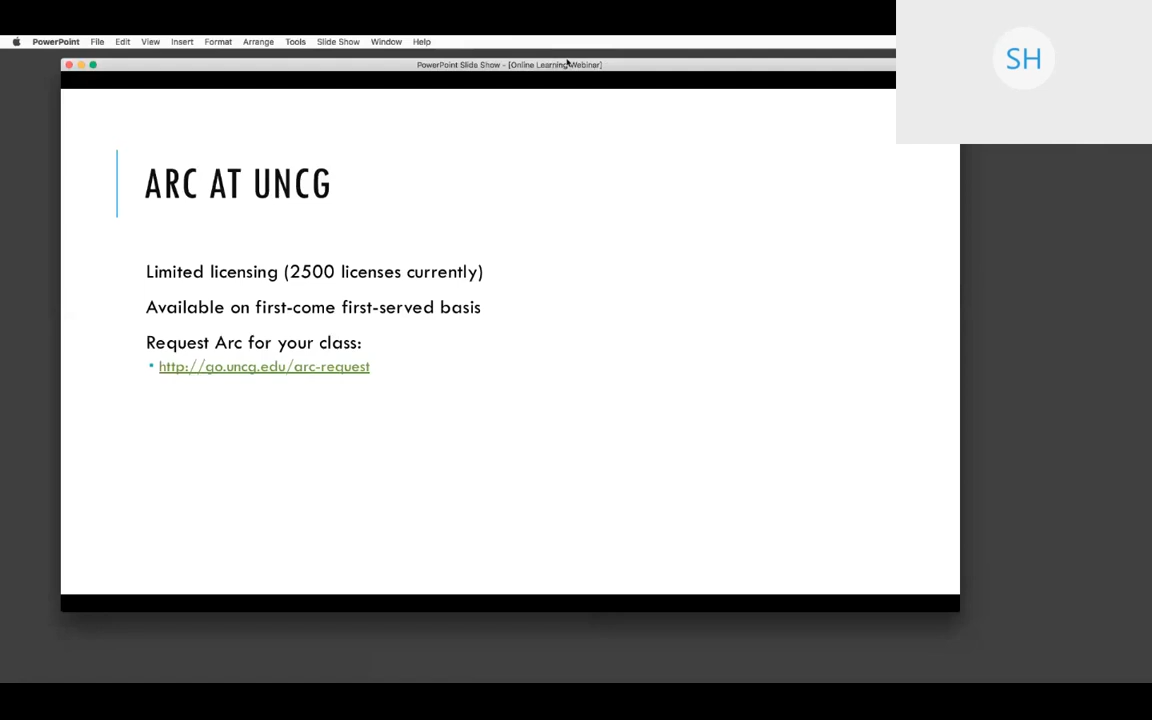 PowerPoint File Edit View Insert Format Arrange Tools Slide Show Window Help
SH
PowerPoint Slide Show - [Online Learning Webinar]
ARC AT UNCG
Limited licensing (2500 licenses currently)
Available on first-come first-served basis
Request Arc for your class:
• http://go.uncg.edu/arc-request